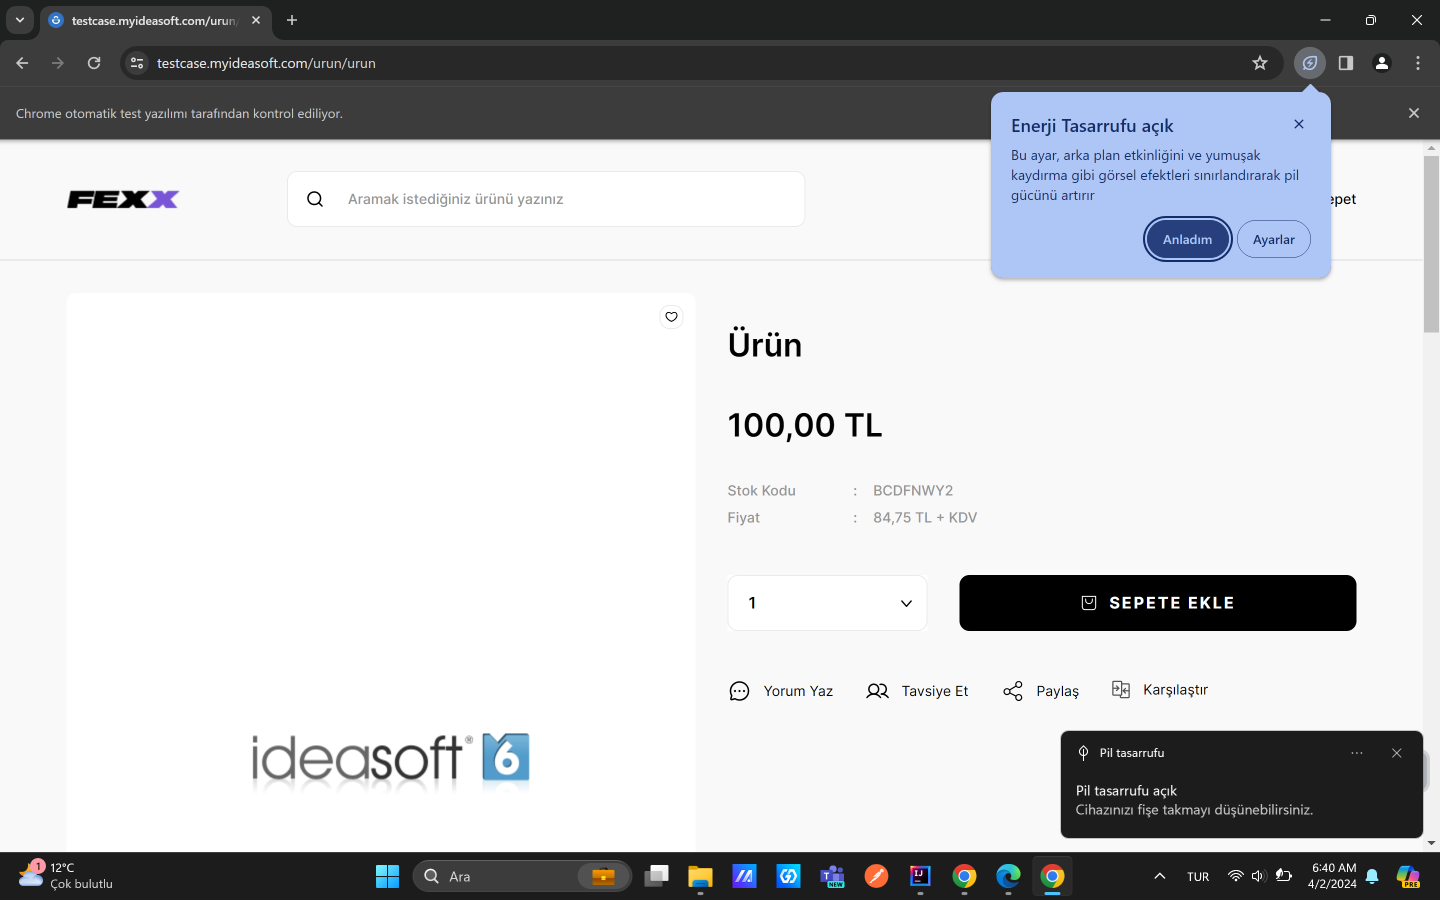 testcase.myideasoft.com/urun
testcase.myideasoft.com/urun/urun
Chrome otomatik test yazılımı tarafından kontrol ediliyor.
Enerji Tasarrufu açık
Bu ayar, arka plan etkinliğini ve yumuşak
kaydırma gibi görsel efektleri sınırlandırarak pil
gücünü artırır
Anladım
Ayarlar
FEXX
Aramak istediğiniz ürünü yazınız
epet
Ürün
100,00 TL
Stok Kodu : BCDFNWY2
Fiyat : 84,75 TL + KDV
1
SEPETE EKLE
Yorum Yaz
Tavsiye Et
Paylaş
Karşılaştır
ideasoft® 6
Pil tasarrufu
Pil tasarrufu açık
Cihazınızı fişe takmayı düşünebilirsiniz.
1
12°C
Çok bulutlu
Ara
T
NEW
IJ
TUR
6:40 AM
4/2/2024
PRE